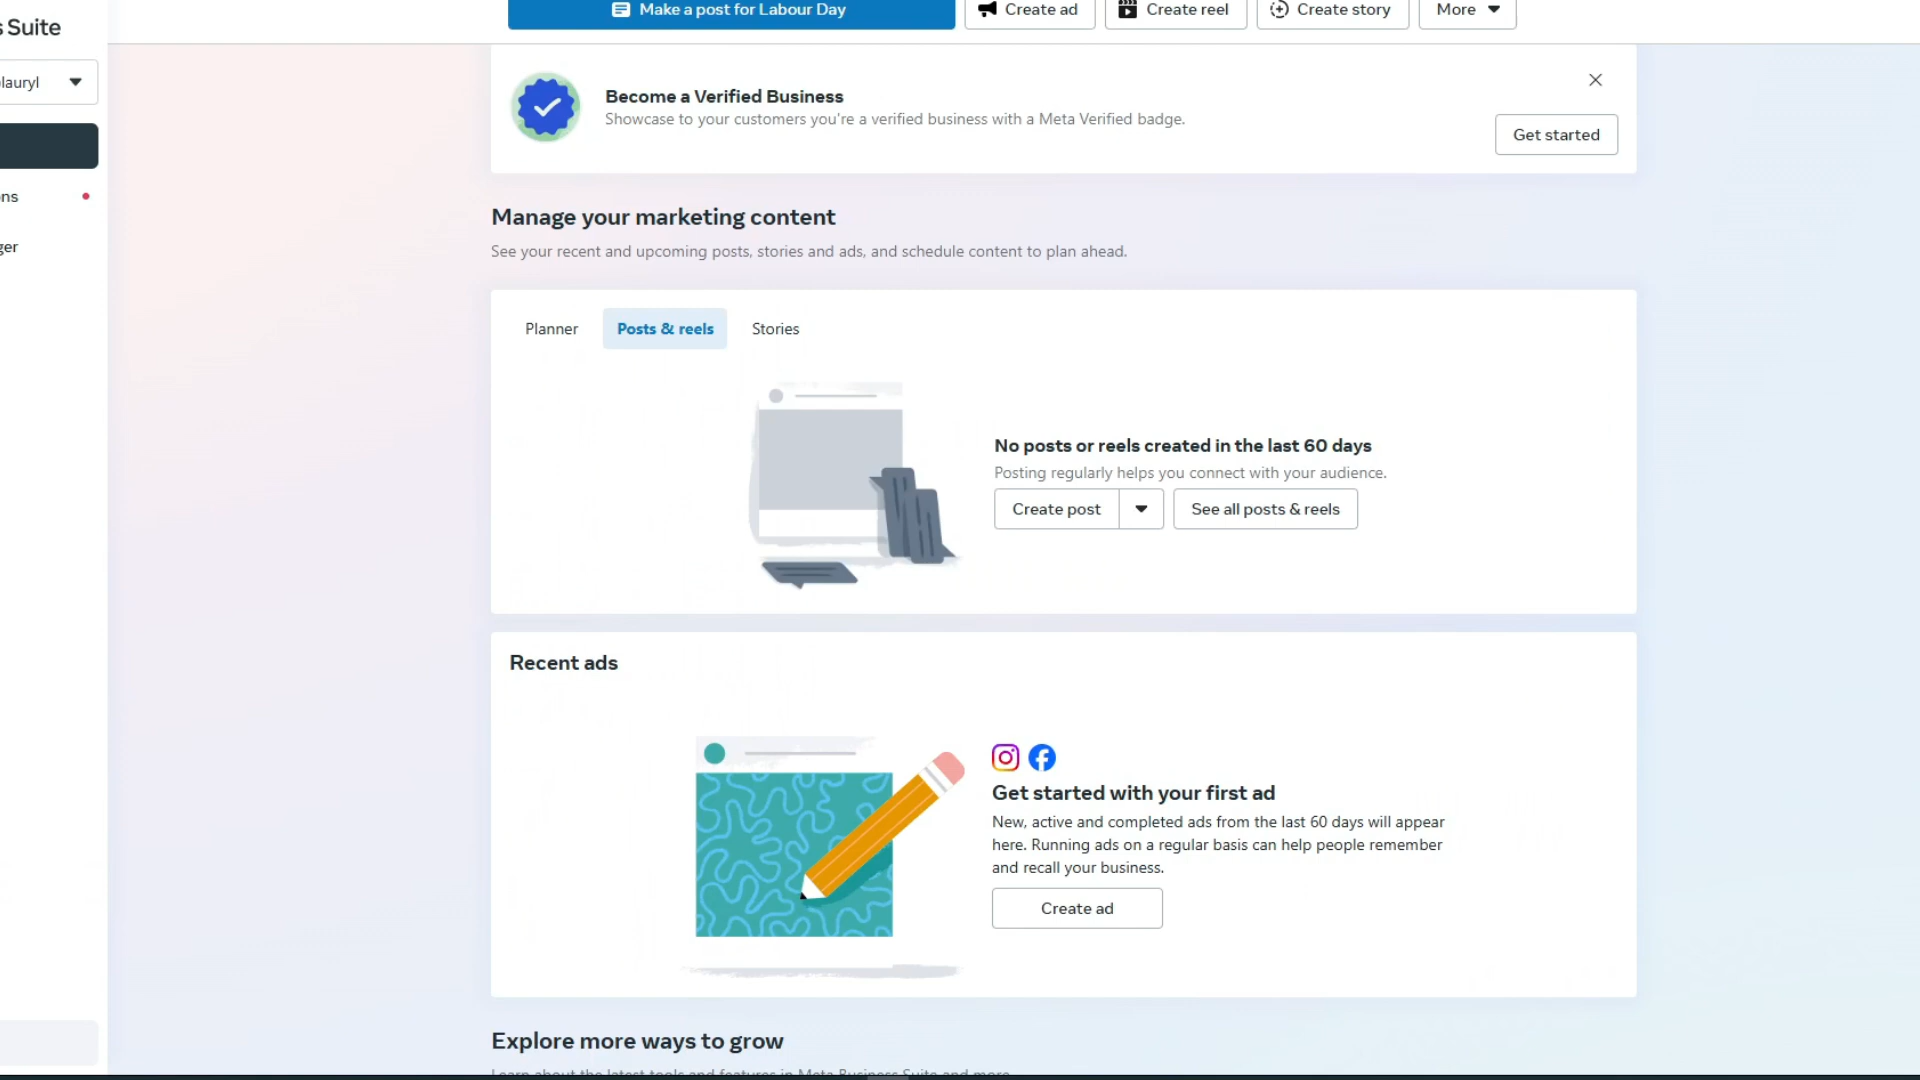 s Suite
Make a post for Labour Day
Create ad
Create reel
Create story
More
lauryl
ons
ger
Become a Verified Business
Showcase to your customers you're a verified business with a Meta Verified badge.
Get started
Manage your marketing content
See your recent and upcoming posts, stories and ads, and schedule content to plan ahead.
Planner
Posts & reels
Stories
No posts or reels created in the last 60 days
Posting regularly helps you connect with your audience.
Create post
See all posts & reels
Recent ads
Get started with your first ad
New, active and completed ads from the last 60 days will appear
here. Running ads on a regular basis can help people remember
and recall your business.
Create ad
Explore more ways to grow
Learn about the latest tools and features in Meta Business Suite and more.